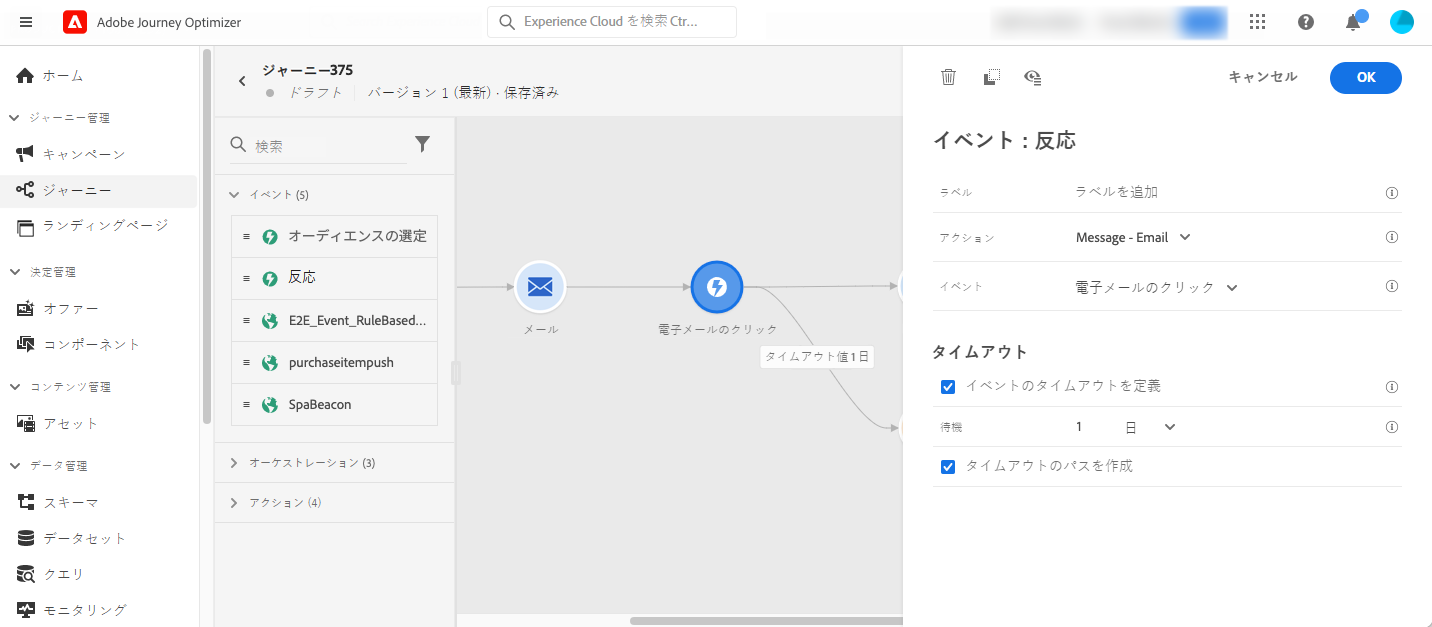 Adobe Journey Optimizer
Experience Cloud を検索 Ctr...
ホーム
ジャーニー管理
キャンペーン
ジャーニー
ランディングページ
決定管理
オファー
コンポーネント
コンテンツ管理
アセット
データ管理
スキーマ
データセット
クエリ
モニタリング
ジャーニー375
ドラフト
バージョン 1 (最新) · 保存済み
検索
イベント (5)
オーディエンスの選定
反応
E2E_Event_RuleBased...
purchaseitempush
SpaBeacon
オーケストレーション (3)
アクション (4)
メール
電子メールのクリック
タイムアウト値 1 日
キャンセル
OK
イベント : 反応
ラベル
ラベルを追加
アクション
Message - Email
イベント
電子メールのクリック
タイムアウト
イベントのタイムアウトを定義
待機
1
日
タイムアウトのパスを作成